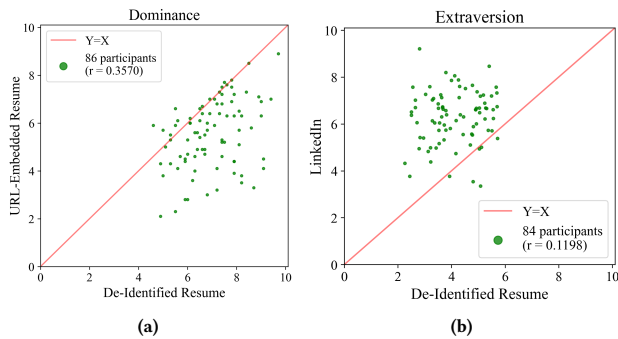 Dominance
10
8
6
4
2
0
0
2
4
6
8
10
URL-Embedded Resume
De-Identified Resume
Y=X
86 participants
(r = 0.3570)
(a)
Extraversion
10
8
6
4
2
0
0
2
4
6
8
10
LinkedIn
De-Identified Resume
Y=X
84 participants
(r = 0.1198)
(b)